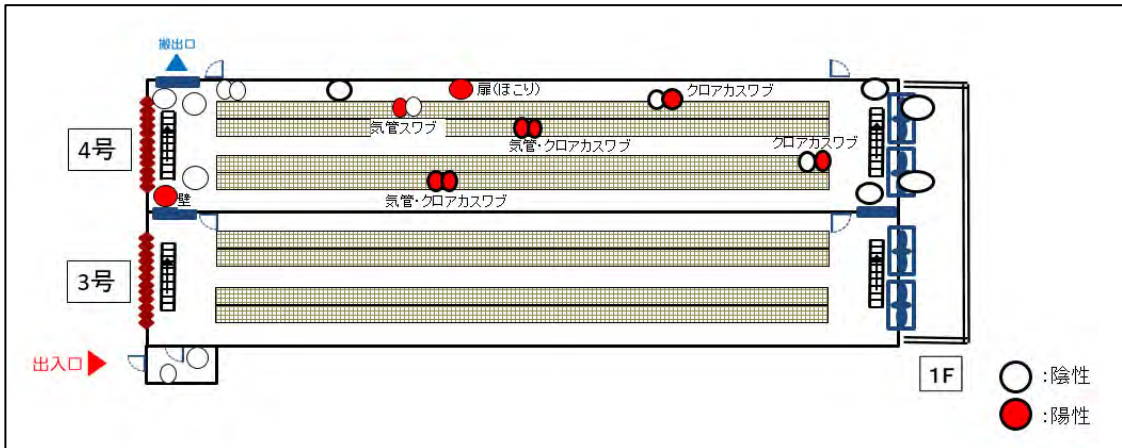 搬出口
扉(ほこり)
クロアカスワブ
気管スワブ
気管・クロアカスワブ
クロアカスワブ
4号
気管・クロアカスワブ
壁
3号
出入口
1F
:陰性
:陽性